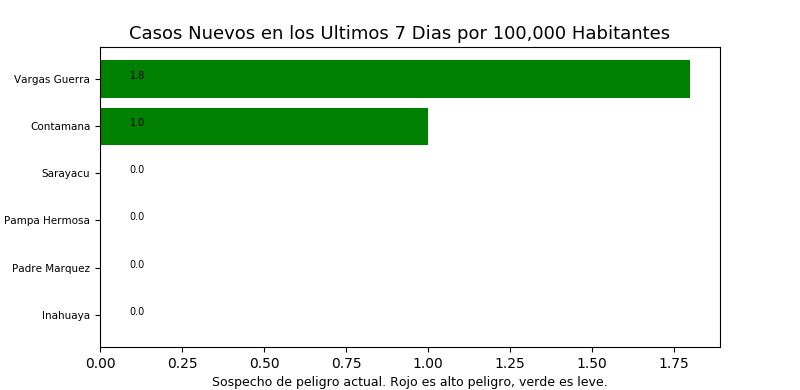 Casos Nuevos en los Ultimos 7 Dias por 100,000 Habitantes
Vargas Guerra 1.8
Contamana 1.0
Sarayacu 0.0
Pampa Hermosa 0.0
Padre Marquez 0.0
Inahuaya 0.0
0.00 0.25 0.50 0.75 1.00 1.25 1.50 1.75
Sospecho de peligro actual. Rojo es alto peligro, verde es leve.